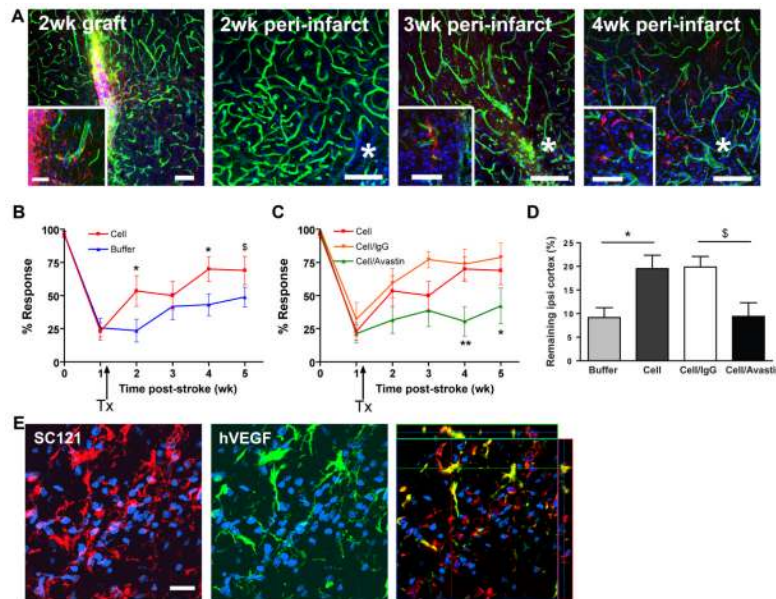 A
2wk graft
2wk peri-infarct
3wk peri-infarct
4wk peri-infarct
*
*
*
B
Cell
Buffer
*
*
$
% Response
100
75
50
25
0
0 1 2 3 4 5
Time post-stroke (wk)
Tx
C
Cell
Cell/IgG
Cell/Avastin
**
*
% Response
100
75
50
25
0
0 1 2 3 4 5
Time post-stroke (wk)
Tx
D
*
$
Remaining ipsi cortex (%)
25
20
15
10
5
0
Buffer Cell Cell/IgG Cell/Avastin
E
SC121
hVEGF